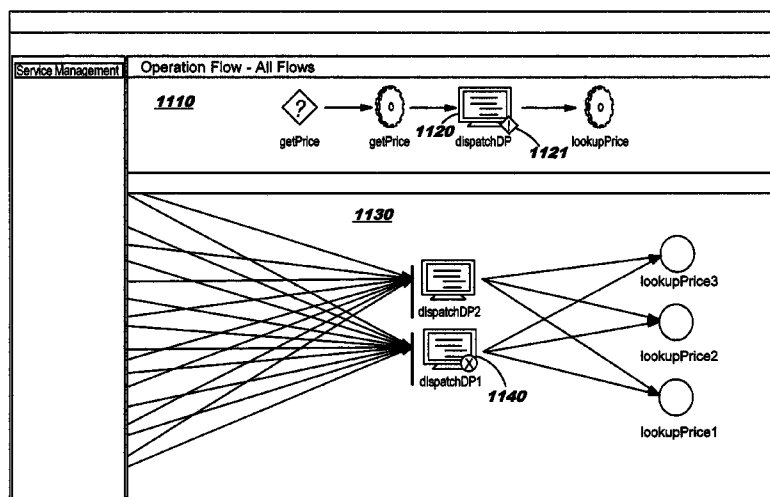 Service Management
Operation Flow - All Flows
1110
?
getPrice
getPrice
1120
dispatchDP
!
1121
lookupPrice
1130
dispatchDP2
lookupPrice3
X
dispatchDP1
1140
lookupPrice2
lookupPrice1